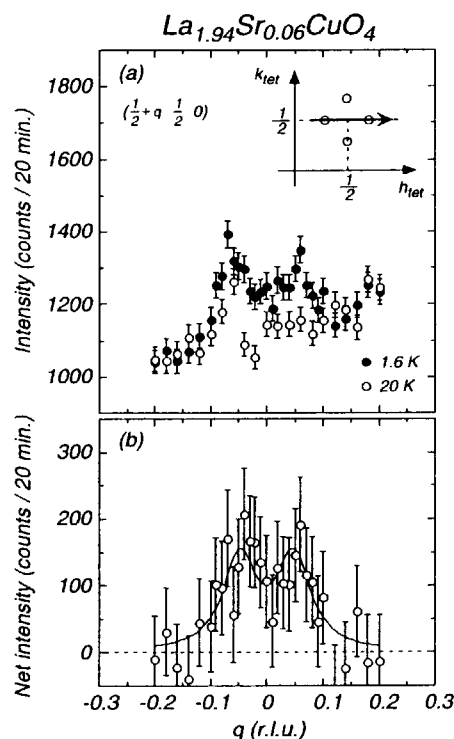 La1.94Sr0.06CuO4
(a)
(1/2+q 1/2 0)
ktet
1/2
1/2
htet
1800
1700
1600
1400
1200
1000
Intensity (counts / 20 min.)
1.6 K
20 K
(b)
300
200
100
0
Net intensity (counts / 20 min.)
-0.3 -0.2 -0.1 0 0.1 0.2 0.3
q (r.l.u.)